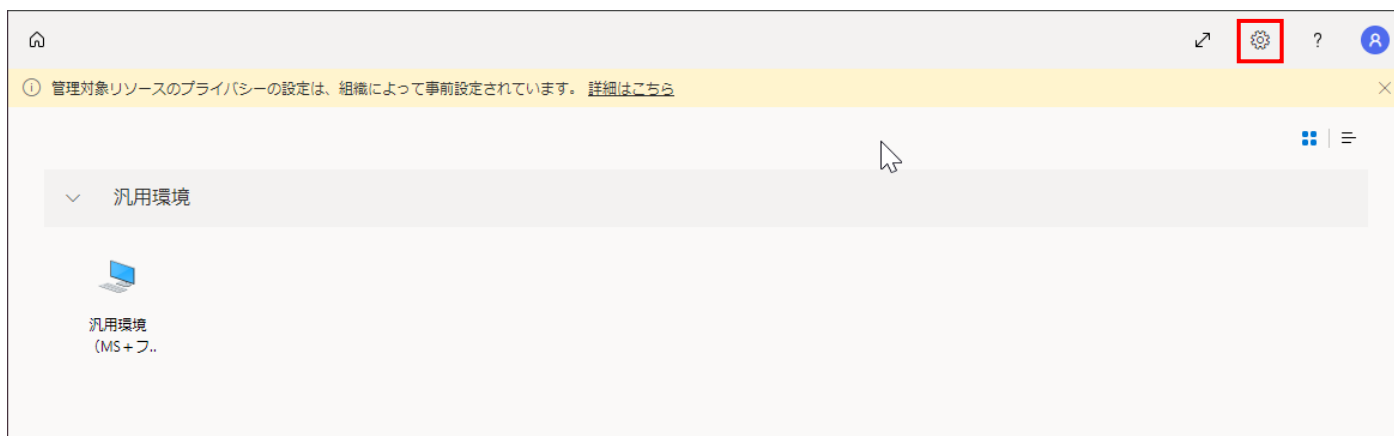 ?
管理対象リソースのプライバシーの設定は、組織によって事前設定されています。 詳細はこちら
汎用環境
汎用環境
（MS+フ..